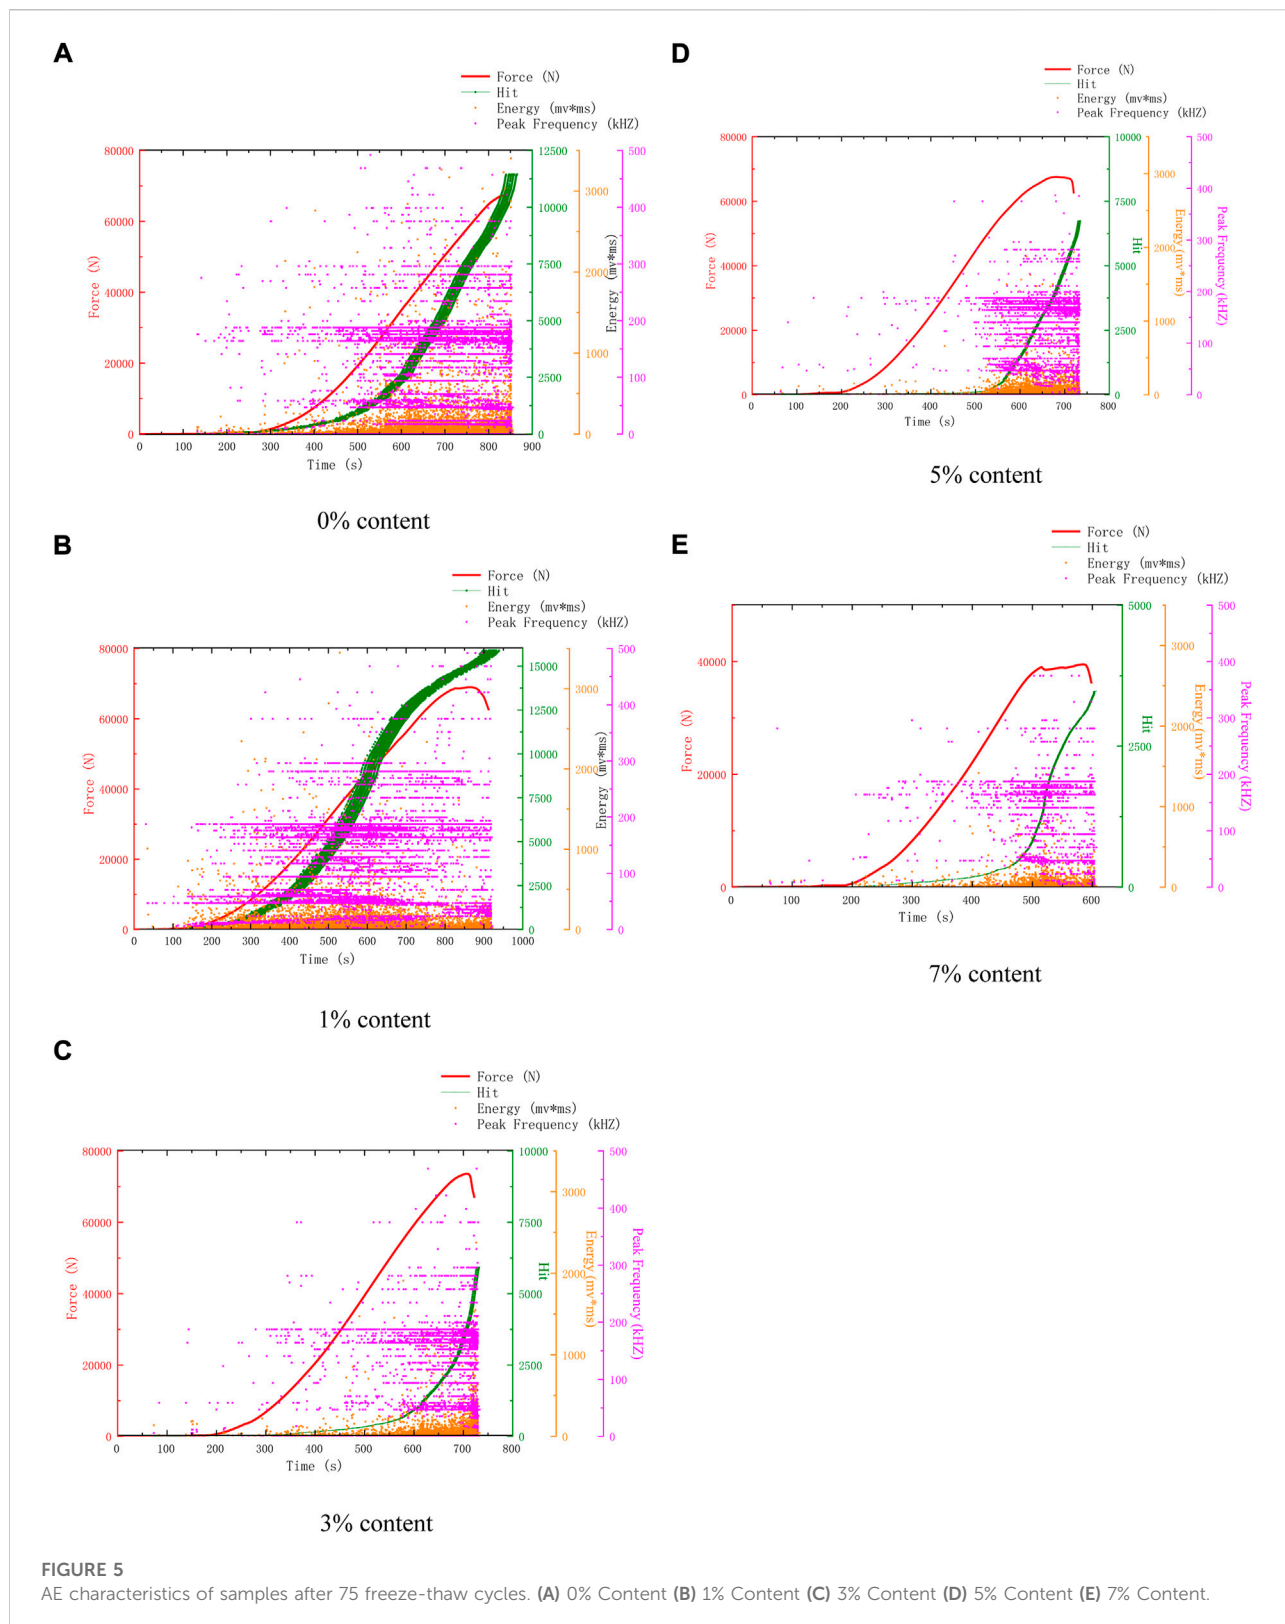 A
Force (N)
Hit
Energy (mv*ms)
Peak Frequency (kHZ)
80000
60000
40000
20000
0
Force (N)
0 100 200 300 400 500 600 700 800 900
Time (s)
12500
10000
7500
5000
2500
0
3000
2000
1000
0
Energy (mv*ms)
500
400
300
200
100
0
0% content
B
Force (N)
Hit
Energy (mv*ms)
Peak Frequency (kHZ)
80000
60000
40000
20000
0
Force (N)
0 100 200 300 400 500 600 700 800 900 1000
Time (s)
15000
12500
10000
7500
5000
2500
0
3000
2000
1000
0
Energy (mv*ms)
500
400
300
200
100
0
1% content
C
Force (N)
Hit
Energy (mv*ms)
Peak Frequency (kHZ)
80000
60000
40000
20000
0
Force (N)
0 100 200 300 400 500 600 700 800
Time (s)
10000
7500
5000
2500
0
Hit
3000
2000
1000
0
Energy (mv*ms)
500
400
300
200
100
0
Peak Frequency (kHZ)
3% content
D
Force (N)
Hit
Energy (mv*ms)
Peak Frequency (kHZ)
80000
60000
40000
20000
0
Force (N)
0 100 200 300 400 500 600 700 800
Time (s)
10000
7500
5000
2500
0
Hit
3000
2000
1000
0
Energy (mv*ms)
500
400
300
200
100
0
Peak Frequency (kHZ)
5% content
E
Force (N)
Hit
Energy (mv*ms)
Peak Frequency (kHZ)
40000
20000
0
Force (N)
0 100 200 300 400 500 600
Time (s)
5000
2500
0
Hit
3000
2000
1000
0
Energy (mv*ms)
500
400
300
200
100
0
Peak Frequency (kHZ)
7% content
FIGURE 5
AE characteristics of samples after 75 freeze-thaw cycles. (A) 0% Content (B) 1% Content (C) 3% Content (D) 5% Content (E) 7% Content.